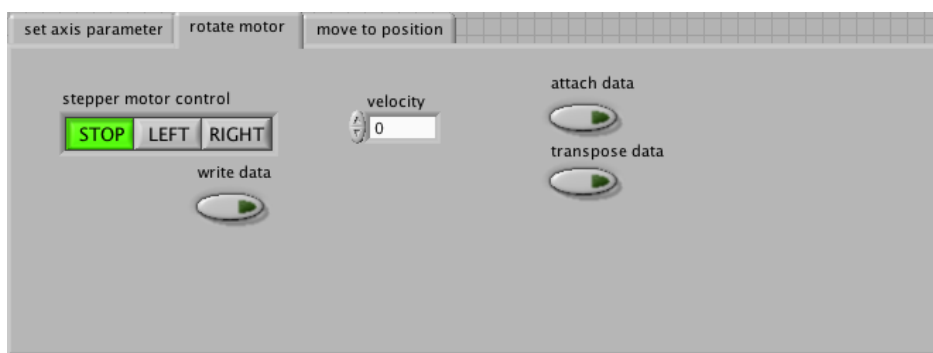 set axis parameter rotate motor move to position
attach data
stepper motor control velocity
STOP LEFT RIGHT 0
transpose data
write data